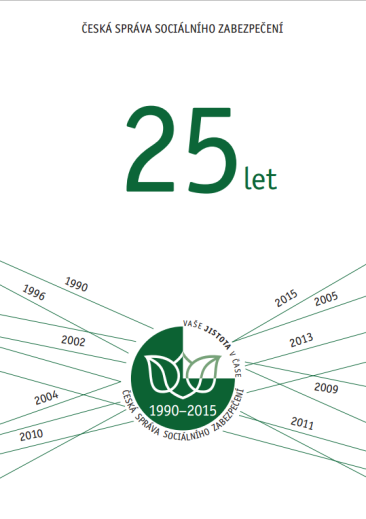 ČESKÁ SPRÁVA SOCIÁLNÍHO ZABEZPEČENÍ
25 let
1990
1996
2015
2005
2002
2013
2004
2009
2010
2011
VAŠE JISTOTA V ČASE
1990–2015
ČESKÁ SPRÁVA SOCIÁLNÍHO ZABEZPEČENÍ